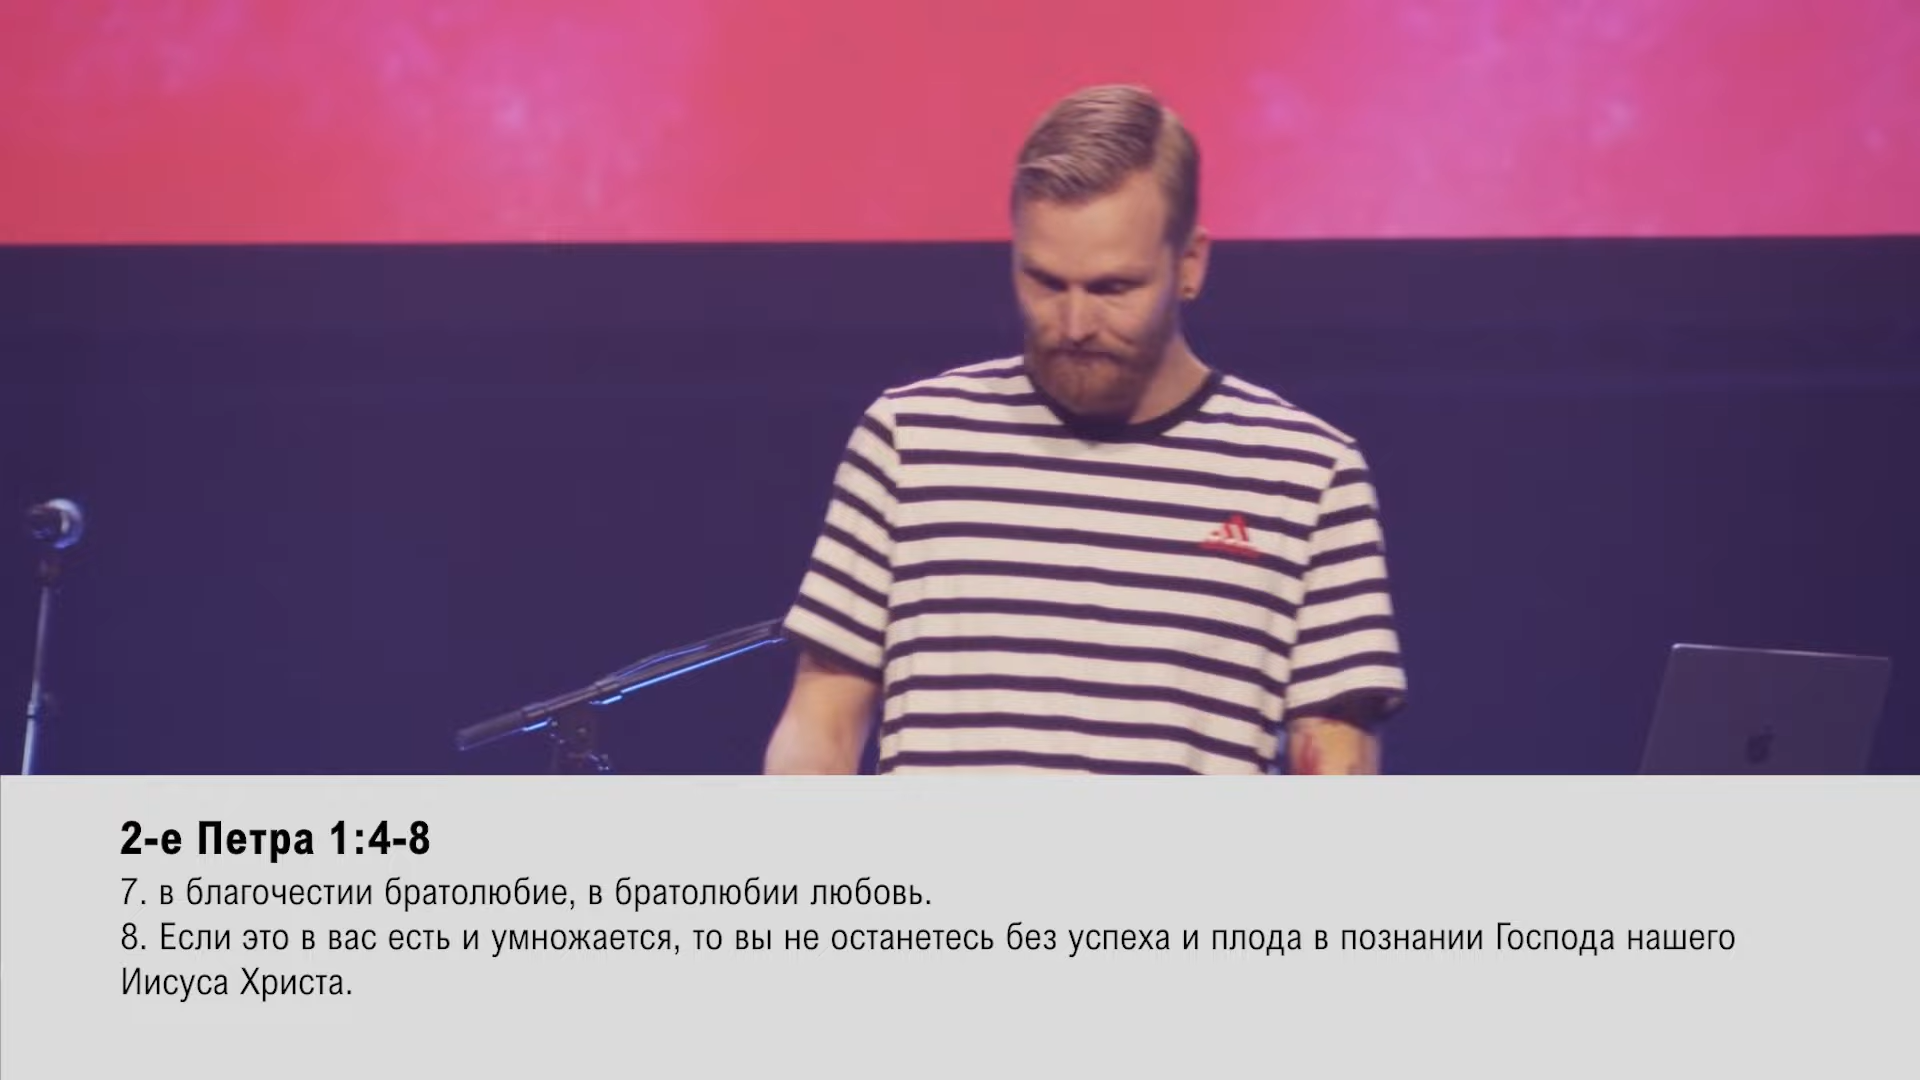 2-е Петра 1:4-8
7. в благочестии братолюбие, в братолюбии любовь.
8. Если это в вас есть и умножается, то вы не останетесь без успеха и плода в познании Господа нашего
Иисуса Христа.